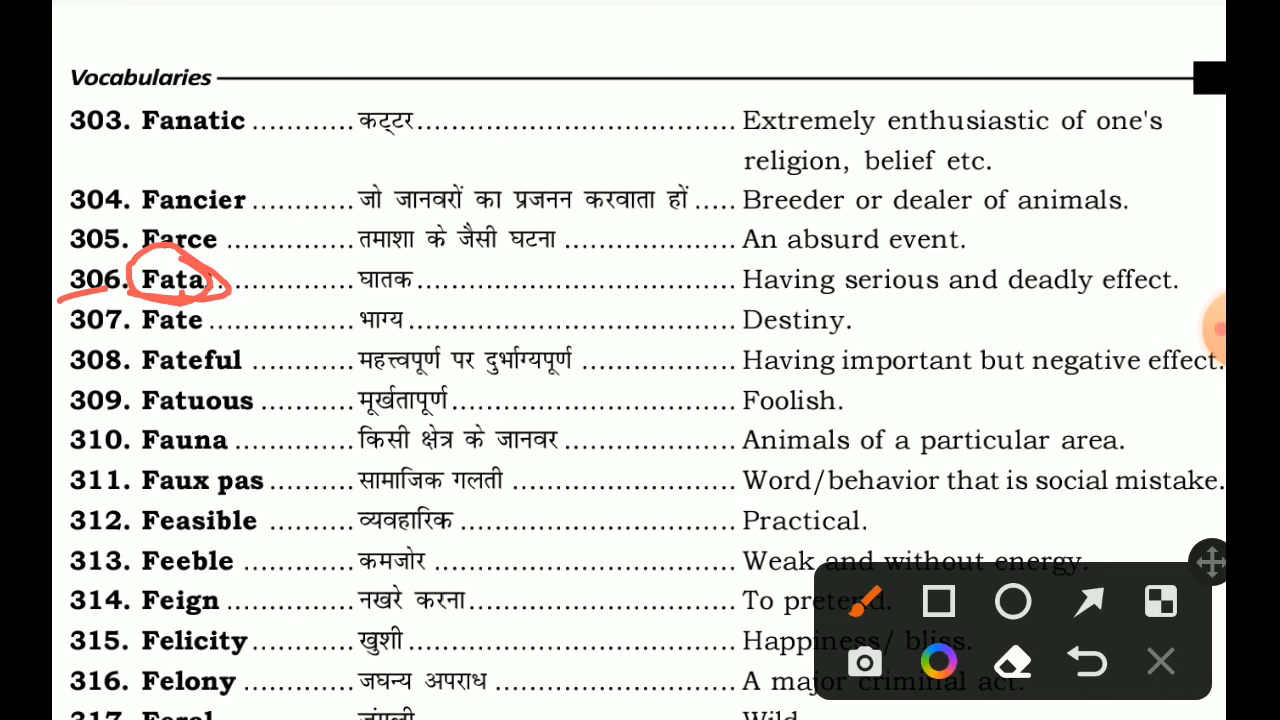 Vocabularies
303. Fanatic ............ कट्टर ..................................... Extremely enthusiastic of one's
religion, belief etc.
304. Fancier ............ जो जानवरों का प्रजनन करवाता हों ..... Breeder or dealer of animals.
305. Farce ............... तमाशा के जैसी घटना .................... An absurd event.
306. Fata ............... घातक ..................................... Having serious and deadly effect.
307. Fate ................. भाग्य ...................................... Destiny.
308. Fateful ............ महत्त्वपूर्ण पर दुर्भाग्यपूर्ण .................. Having important but negative effect.
309. Fatuous ........... मूर्खतापूर्ण ................................. Foolish.
310. Fauna .............. किसी क्षेत्र के जानवर .................... Animals of a particular area.
311. Faux pas .......... सामाजिक गलती .......................... Word/behavior that is social mistake.
312. Feasible .......... व्यवहारिक ................................ Practical.
313. Feeble ............. कमजोर ................................... Weak and without energy.
314. Feign ............... नखरे करना ............................... To pretend.
315. Felicity ............ खुशी ...................................... Happiness/ bliss.
316. Felony ............. जघन्य अपराध ............................ A major criminal act.
317. Feral जंगली Wild